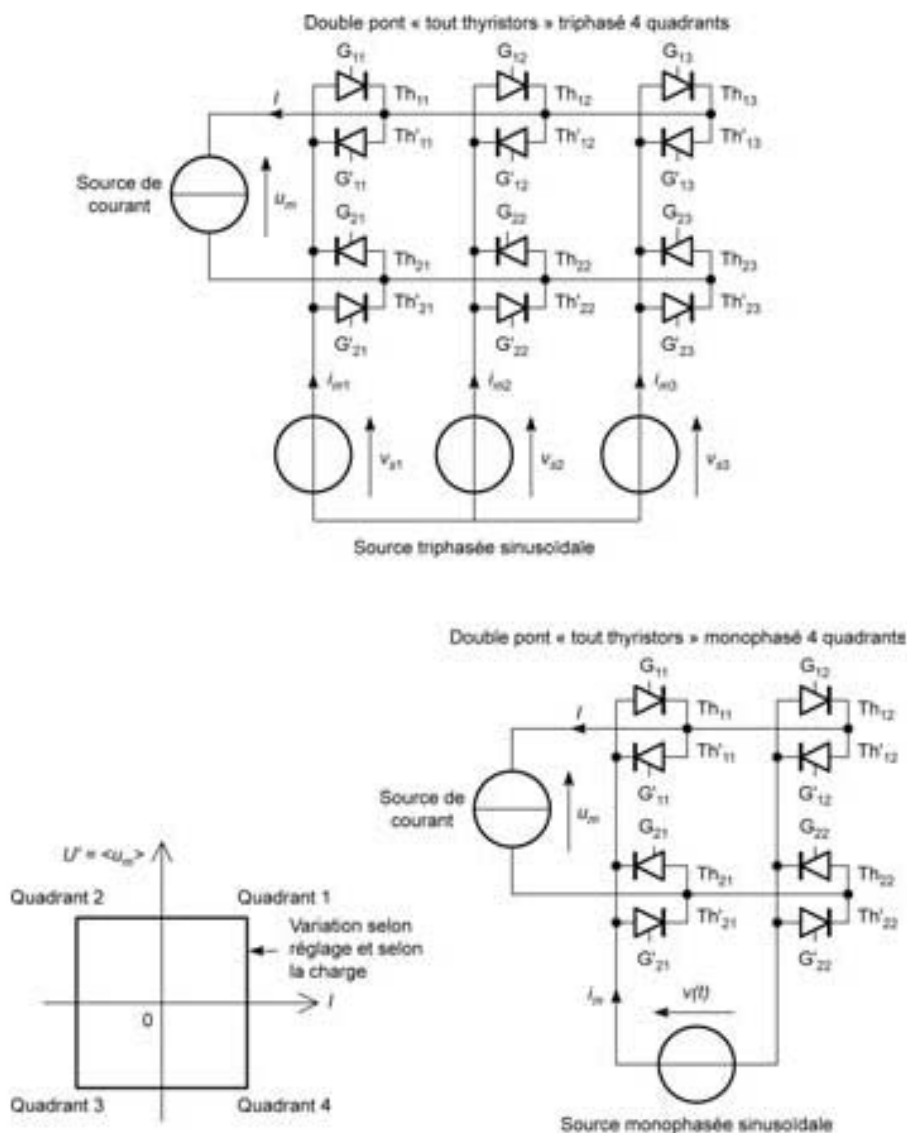 Double pont « tout thyristors » triphasé 4 quadrants
G11 G12 G13
I Th11 Th12 Th13
Th'11 Th'12 Th'13
Source de courant
um
G'11 G'12 G'13
G21 G22 G23
Th21 Th22 Th23
Th'21 Th'22 Th'23
G'21 G'22 G'23
im1 im2 im3
vs1 vs2 vs3
Source triphasée sinusoïdale
Double pont « tout thyristors » monophasé 4 quadrants
G11 G12
I Th11 Th12
Th'11 Th'12
Source de courant
um
G'11 G'12
G21 G22
Th21 Th22
Th'21 Th'22
G'21 G'22
im v(t)
Source monophasée sinusoïdale
U' = <um>
Quadrant 2 Quadrant 1
Variation selon
réglage et selon
la charge
0 I
Quadrant 3 Quadrant 4